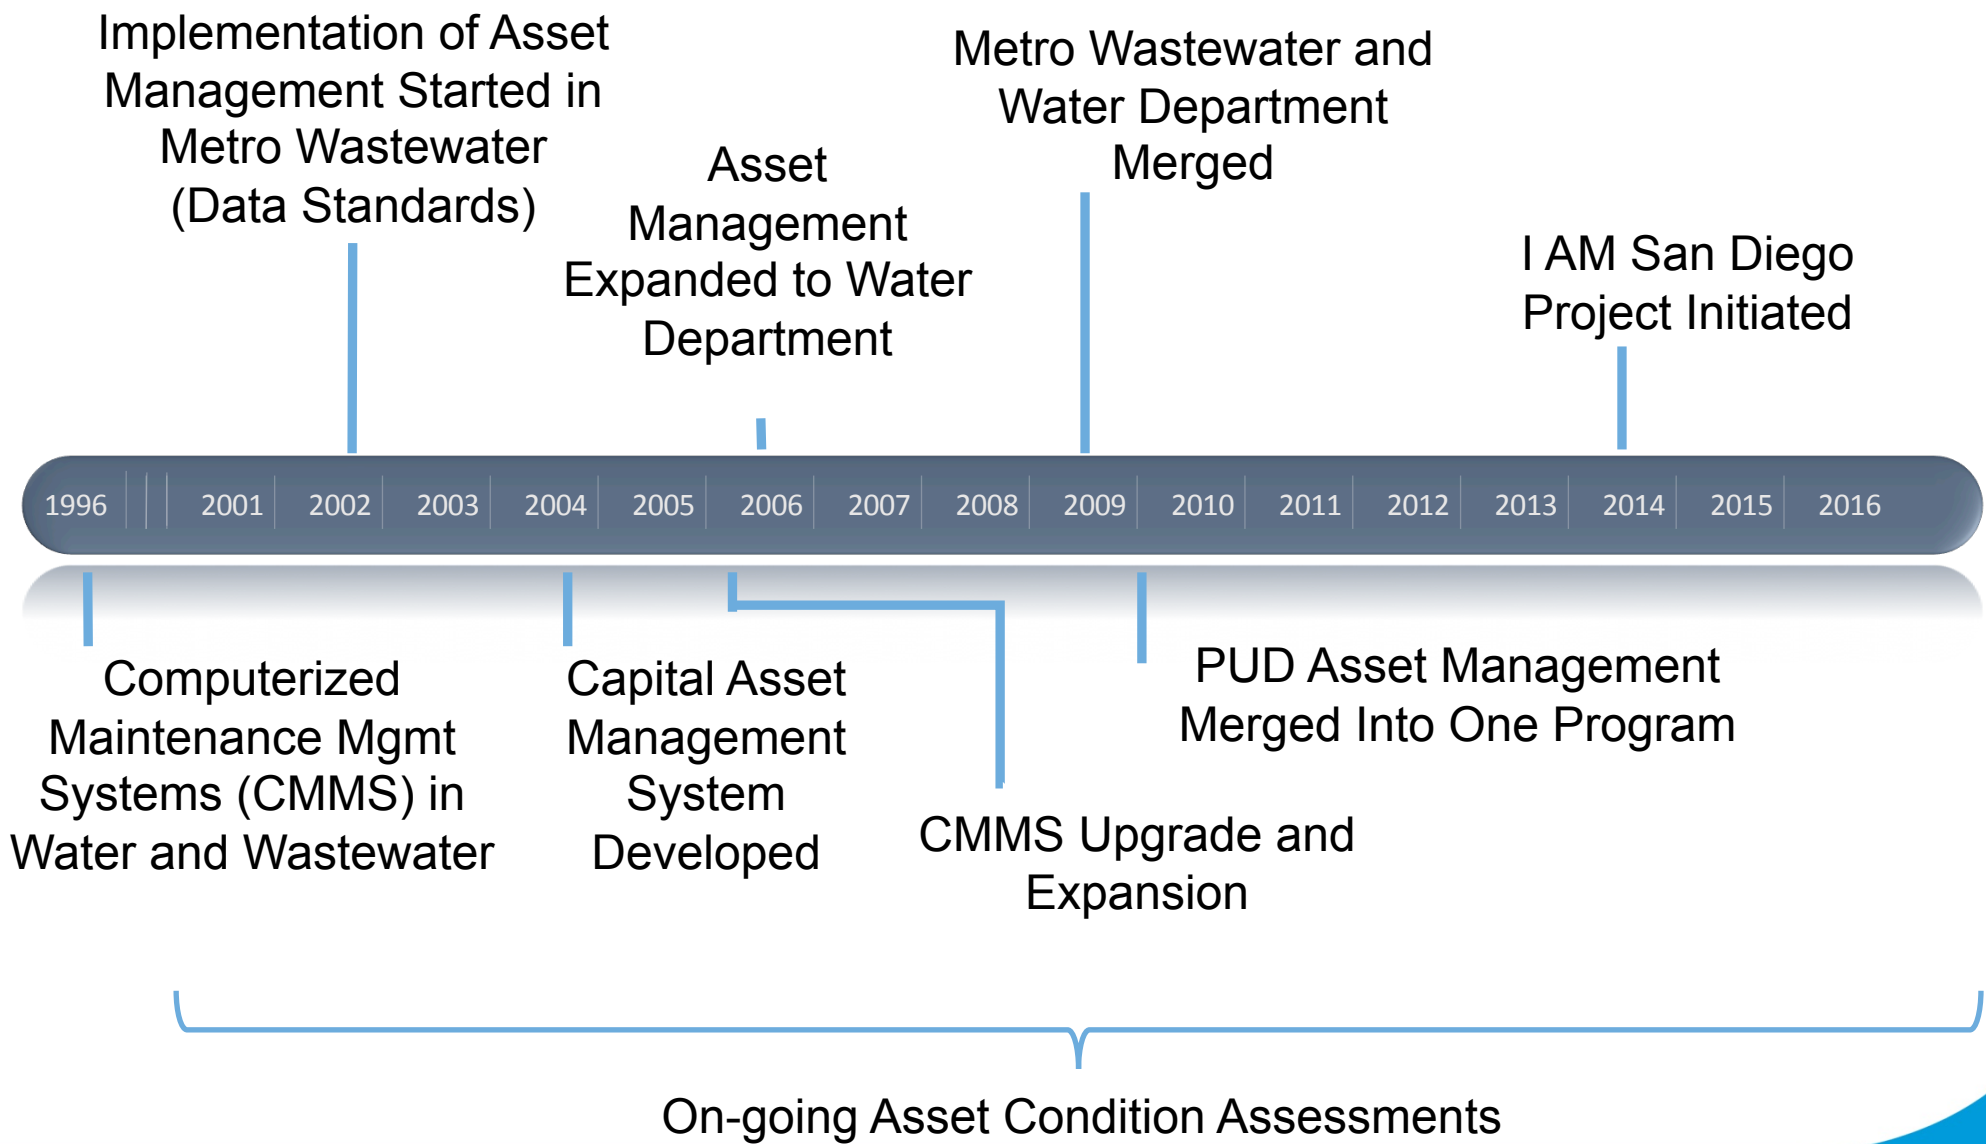 Implementation of Asset
Management Started in
Metro Wastewater
(Data Standards)
Asset
Management
Expanded to Water
Department
Metro Wastewater and
Water Department
Merged
I AM San Diego
Project Initiated
1996 2001 2002 2003 2004 2005 2006 2007 2008 2009 2010 2011 2012 2013 2014 2015 2016
Computerized
Maintenance Mgmt
Systems (CMMS) in
Water and Wastewater
Capital Asset
Management
System
Developed
CMMS Upgrade and
Expansion
PUD Asset Management
Merged Into One Program
On-going Asset Condition Assessments